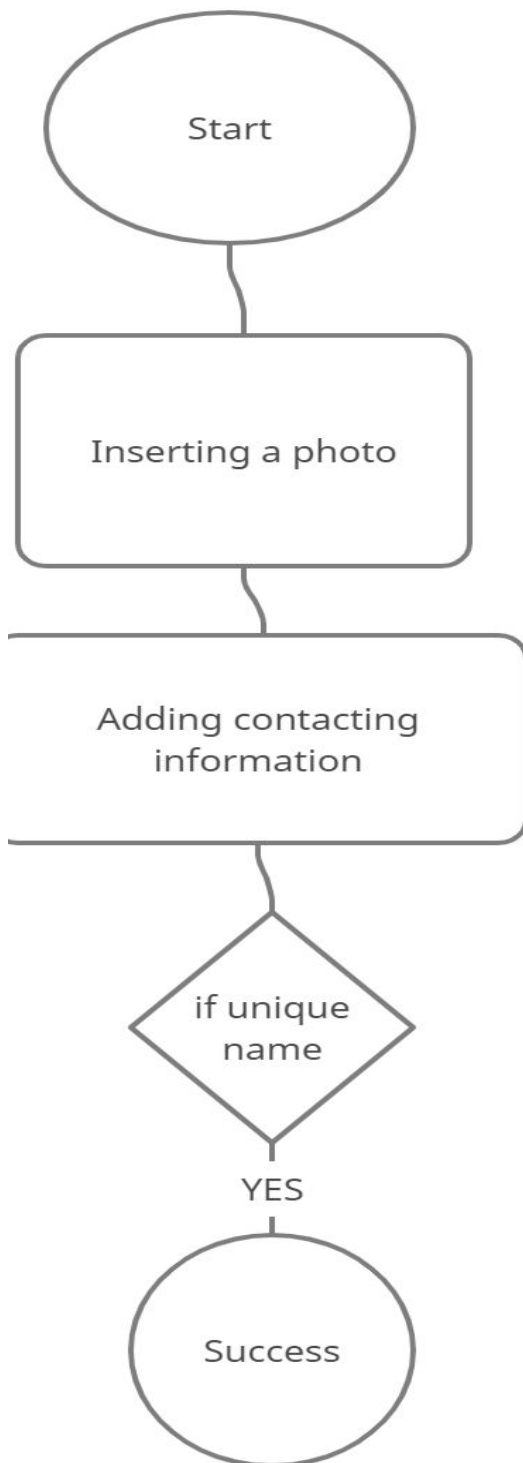 Start
Inserting a photo
Adding contacting
information
if unique
name
YES
Success